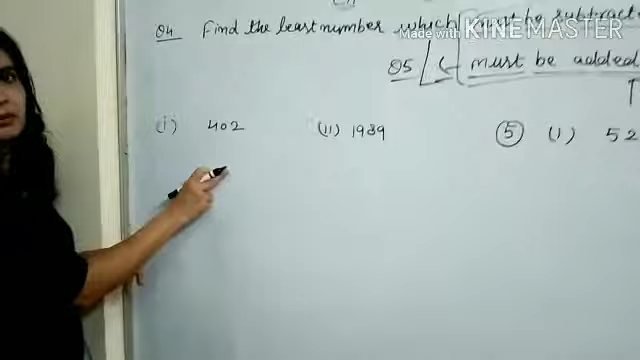 Made with KINEMASTER
Q4 Find the least number which must be subtract
Q5 must be added
(i) 402 (ii) 1989 5 (i) 52